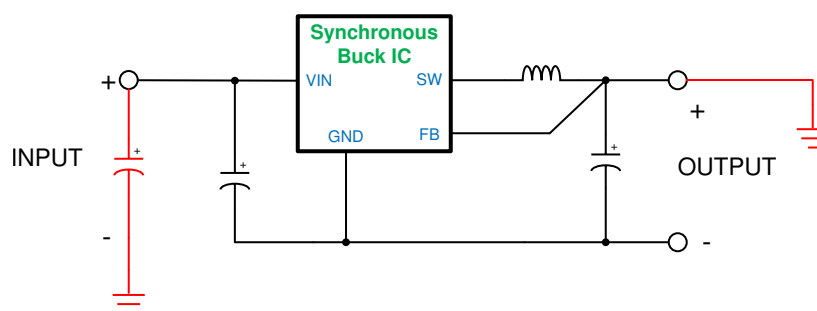 Synchronous
Buck IC
+
VIN
SW
+
+
INPUT
GND
FB
+
+
OUTPUT
-
-